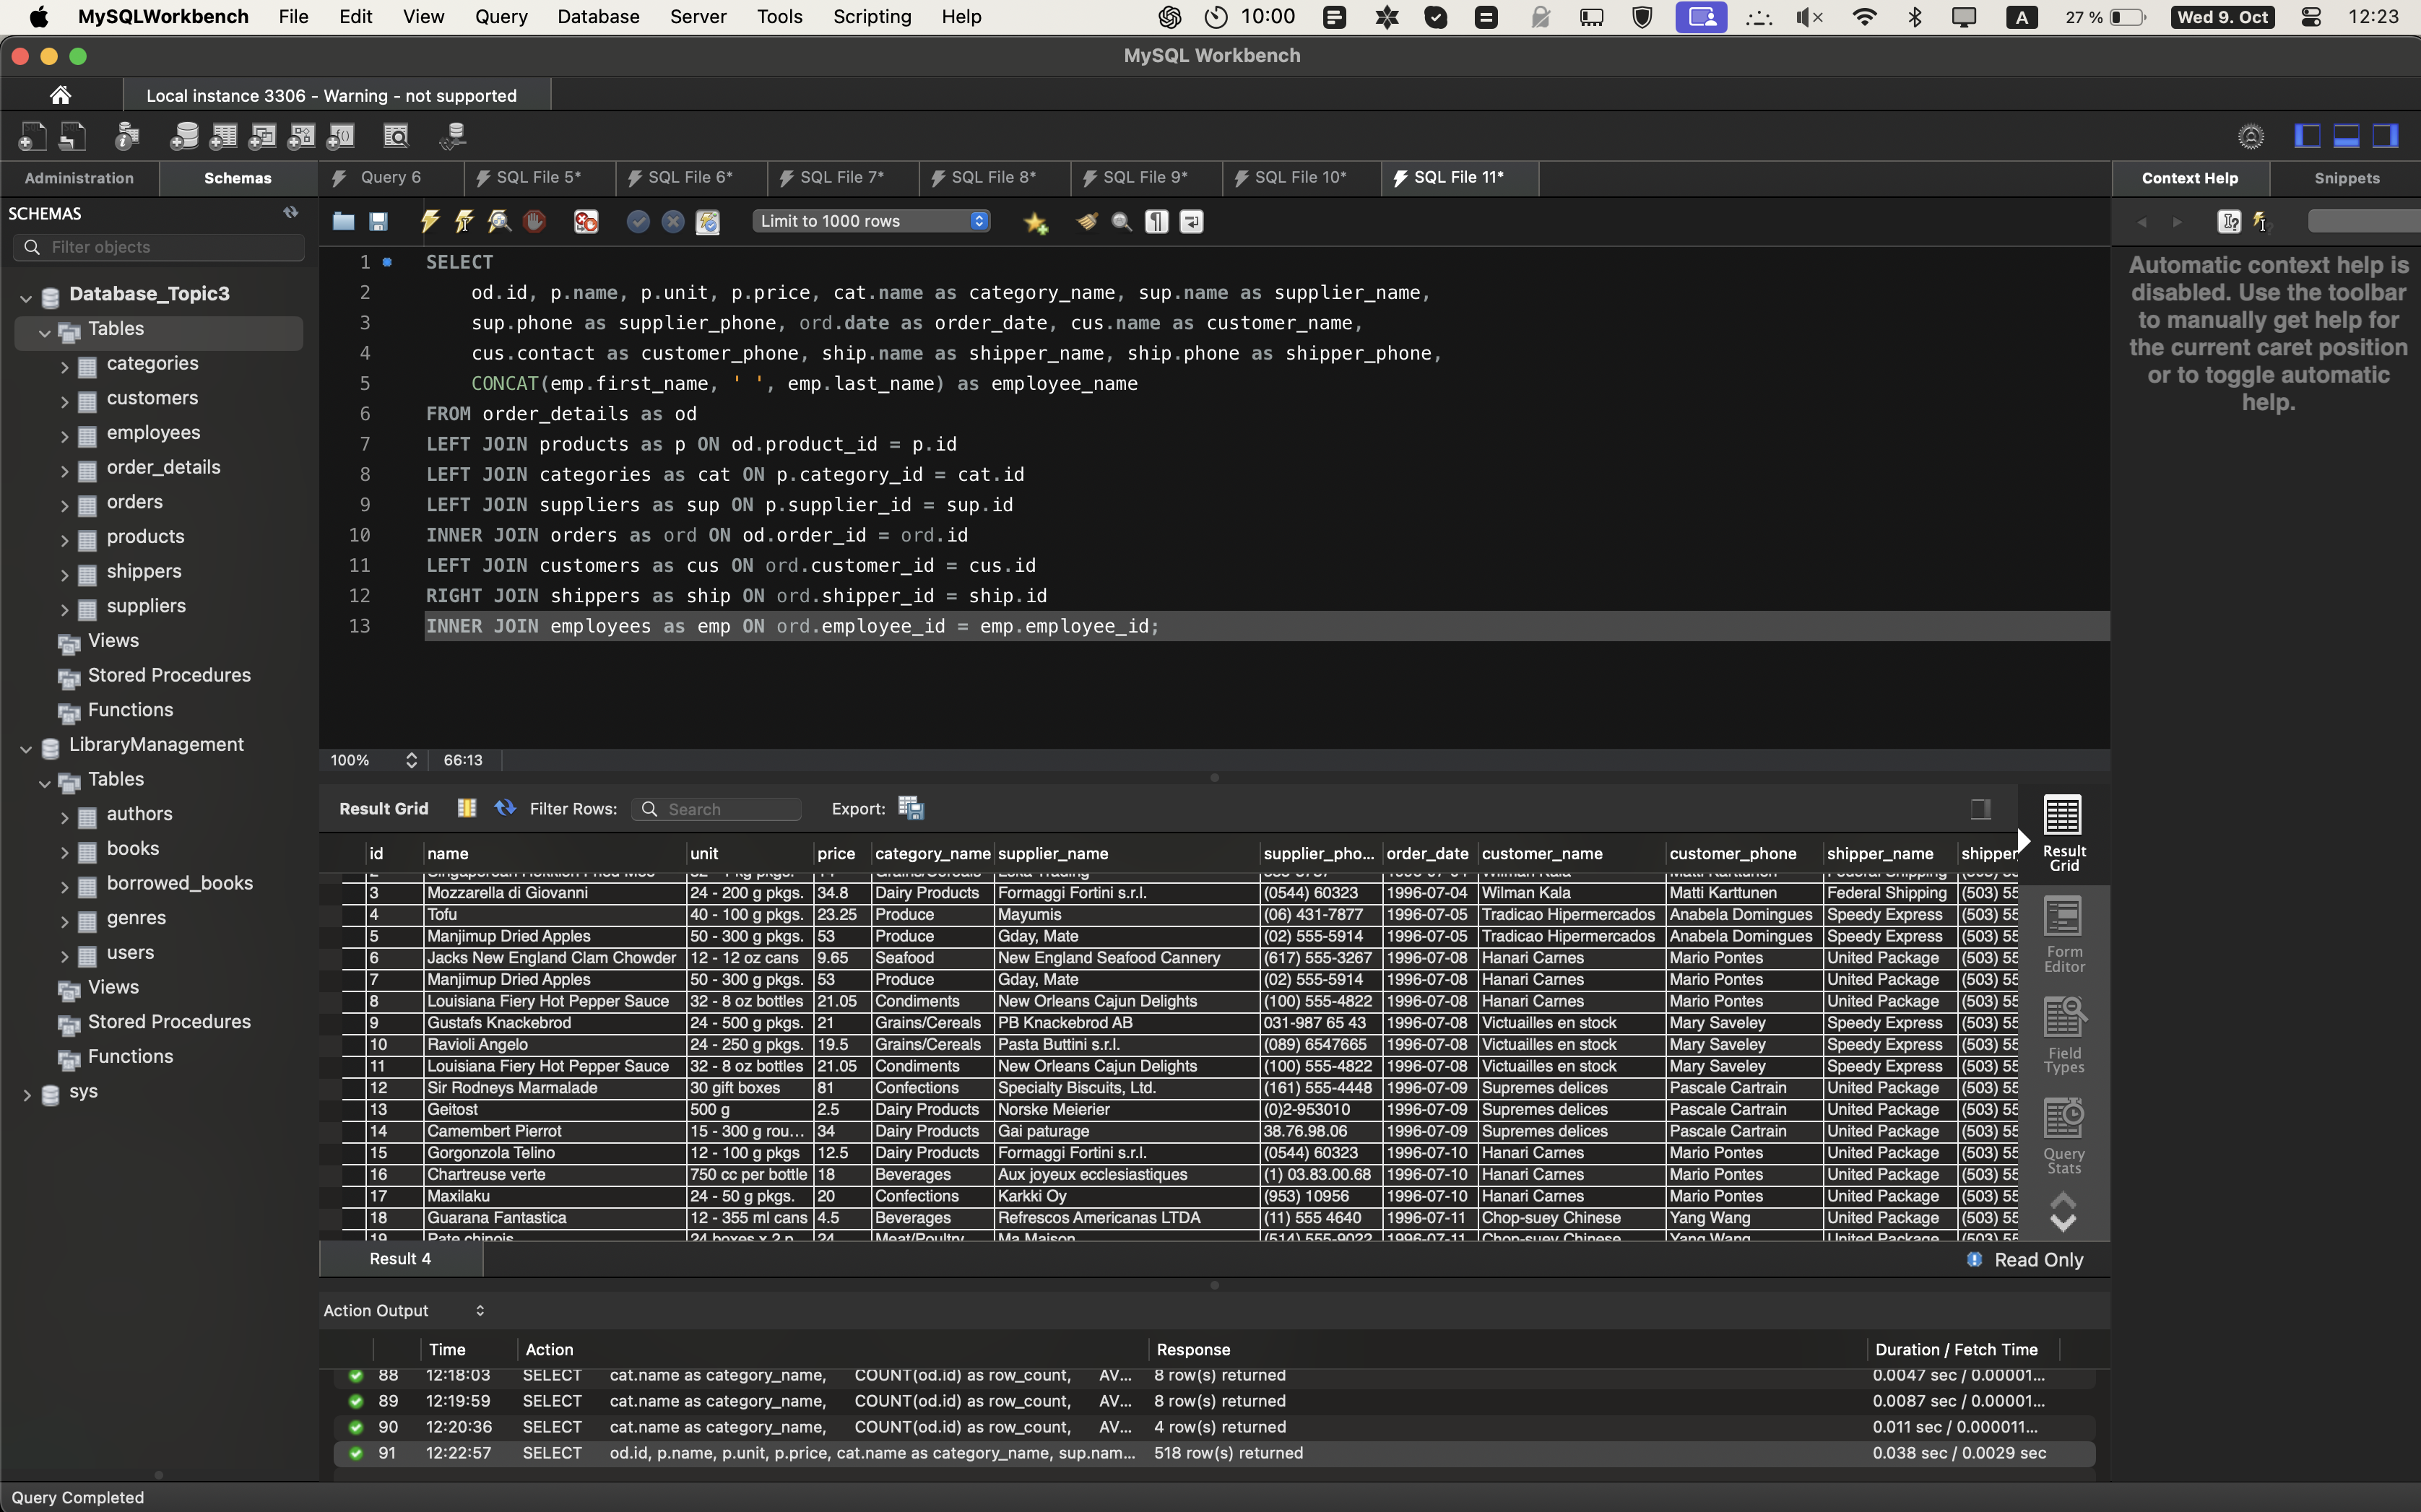 MySQLWorkbench File Edit View Query Database Server Tools Scripting Help 10:00 A 27 % Wed 9. Oct 12:23
MySQL Workbench
Local instance 3306 - Warning - not supported
Administration Schemas Query 6 SQL File 5* SQL File 6* SQL File 7* SQL File 8* SQL File 9* SQL File 10* SQL File 11* Context Help Snippets
SCHEMAS
Filter objects
Database_Topic3
Tables
categories
customers
employees
order_details
orders
products
shippers
suppliers
Views
Stored Procedures
Functions
LibraryManagement
Tables
authors
books
borrowed_books
genres
users
Views
Stored Procedures
Functions
sys
Limit to 1000 rows
1 SELECT
2 od.id, p.name, p.unit, p.price, cat.name as category_name, sup.name as supplier_name,
3 sup.phone as supplier_phone, ord.date as order_date, cus.name as customer_name,
4 cus.contact as customer_phone, ship.name as shipper_name, ship.phone as shipper_phone,
5 CONCAT(emp.first_name, ' ', emp.last_name) as employee_name
6 FROM order_details as od
7 LEFT JOIN products as p ON od.product_id = p.id
8 LEFT JOIN categories as cat ON p.category_id = cat.id
9 LEFT JOIN suppliers as sup ON p.supplier_id = sup.id
10 INNER JOIN orders as ord ON od.order_id = ord.id
11 LEFT JOIN customers as cus ON ord.customer_id = cus.id
12 RIGHT JOIN shippers as ship ON ord.shipper_id = ship.id
13 INNER JOIN employees as emp ON ord.employee_id = emp.employee_id;
Automatic context help is
disabled. Use the toolbar
to manually get help for
the current caret position
or to toggle automatic
help.
100% 66:13
Result Grid Filter Rows: Search Export:
id name unit price category_name supplier_name supplier_pho... order_date customer_name customer_phone shipper_name shipper
3 Mozzarella di Giovanni 24 - 200 g pkgs. 34.8 Dairy Products Formaggi Fortini s.r.l. (0544) 60323 1996-07-04 Wilman Kala Matti Karttunen Federal Shipping (503) 55
4 Tofu 40 - 100 g pkgs. 23.25 Produce Mayumis (06) 431-7877 1996-07-05 Tradicao Hipermercados Anabela Domingues Speedy Express (503) 55
5 Manjimup Dried Apples 50 - 300 g pkgs. 53 Produce Gday, Mate (02) 555-5914 1996-07-05 Tradicao Hipermercados Anabela Domingues Speedy Express (503) 55
6 Jacks New England Clam Chowder 12 - 12 oz cans 9.65 Seafood New England Seafood Cannery (617) 555-3267 1996-07-08 Hanari Carnes Mario Pontes United Package (503) 55
7 Manjimup Dried Apples 50 - 300 g pkgs. 53 Produce Gday, Mate (02) 555-5914 1996-07-08 Hanari Carnes Mario Pontes United Package (503) 55
8 Louisiana Fiery Hot Pepper Sauce 32 - 8 oz bottles 21.05 Condiments New Orleans Cajun Delights (100) 555-4822 1996-07-08 Hanari Carnes Mario Pontes United Package (503) 55
9 Gustafs Knackebrod 24 - 500 g pkgs. 21 Grains/Cereals PB Knackebrod AB 031-987 65 43 1996-07-08 Victuailles en stock Mary Saveley Speedy Express (503) 55
10 Ravioli Angelo 24 - 250 g pkgs. 19.5 Grains/Cereals Pasta Buttini s.r.l. (089) 6547665 1996-07-08 Victuailles en stock Mary Saveley Speedy Express (503) 55
11 Louisiana Fiery Hot Pepper Sauce 32 - 8 oz bottles 21.05 Condiments New Orleans Cajun Delights (100) 555-4822 1996-07-08 Victuailles en stock Mary Saveley Speedy Express (503) 55
12 Sir Rodneys Marmalade 30 gift boxes 81 Confections Specialty Biscuits, Ltd. (161) 555-4448 1996-07-09 Supremes delices Pascale Cartrain United Package (503) 55
13 Geitost 500 g 2.5 Dairy Products Norske Meierier (0)2-953010 1996-07-09 Supremes delices Pascale Cartrain United Package (503) 55
14 Camembert Pierrot 15 - 300 g rou... 34 Dairy Products Gai paturage 38.76.98.06 1996-07-09 Supremes delices Pascale Cartrain United Package (503) 55
15 Gorgonzola Telino 12 - 100 g pkgs 12.5 Dairy Products Formaggi Fortini s.r.l. (0544) 60323 1996-07-10 Hanari Carnes Mario Pontes United Package (503) 55
16 Chartreuse verte 750 cc per bottle 18 Beverages Aux joyeux ecclesiastiques (1) 03.83.00.68 1996-07-10 Hanari Carnes Mario Pontes United Package (503) 55
17 Maxilaku 24 - 50 g pkgs. 20 Confections Karkki Oy (953) 10956 1996-07-10 Hanari Carnes Mario Pontes United Package (503) 55
18 Guarana Fantastica 12 - 355 ml cans 4.5 Beverages Refrescos Americanas LTDA (11) 555 4640 1996-07-11 Chop-suey Chinese Yang Wang United Package (503) 55
19 Pate chinois 24 boxes x 2 p 24 Meat/Poultry Ma Maison (514) 555-9022 1996-07-11 Chop-suey Chinese Yang Wang United Package (503) 55
Result
Grid
Form
Editor
Field
Types
Query
Stats
Result 4 Read Only
Action Output
Time Action Response Duration / Fetch Time
88 12:18:03 SELECT cat.name as category_name, COUNT(od.id) as row_count, AV... 8 row(s) returned 0.0047 sec / 0.00001...
89 12:19:59 SELECT cat.name as category_name, COUNT(od.id) as row_count, AV... 8 row(s) returned 0.0087 sec / 0.00001...
90 12:20:36 SELECT cat.name as category_name, COUNT(od.id) as row_count, AV... 4 row(s) returned 0.011 sec / 0.000011...
91 12:22:57 SELECT od.id, p.name, p.unit, p.price, cat.name as category_name, sup.nam... 518 row(s) returned 0.038 sec / 0.0029 sec
Query Completed